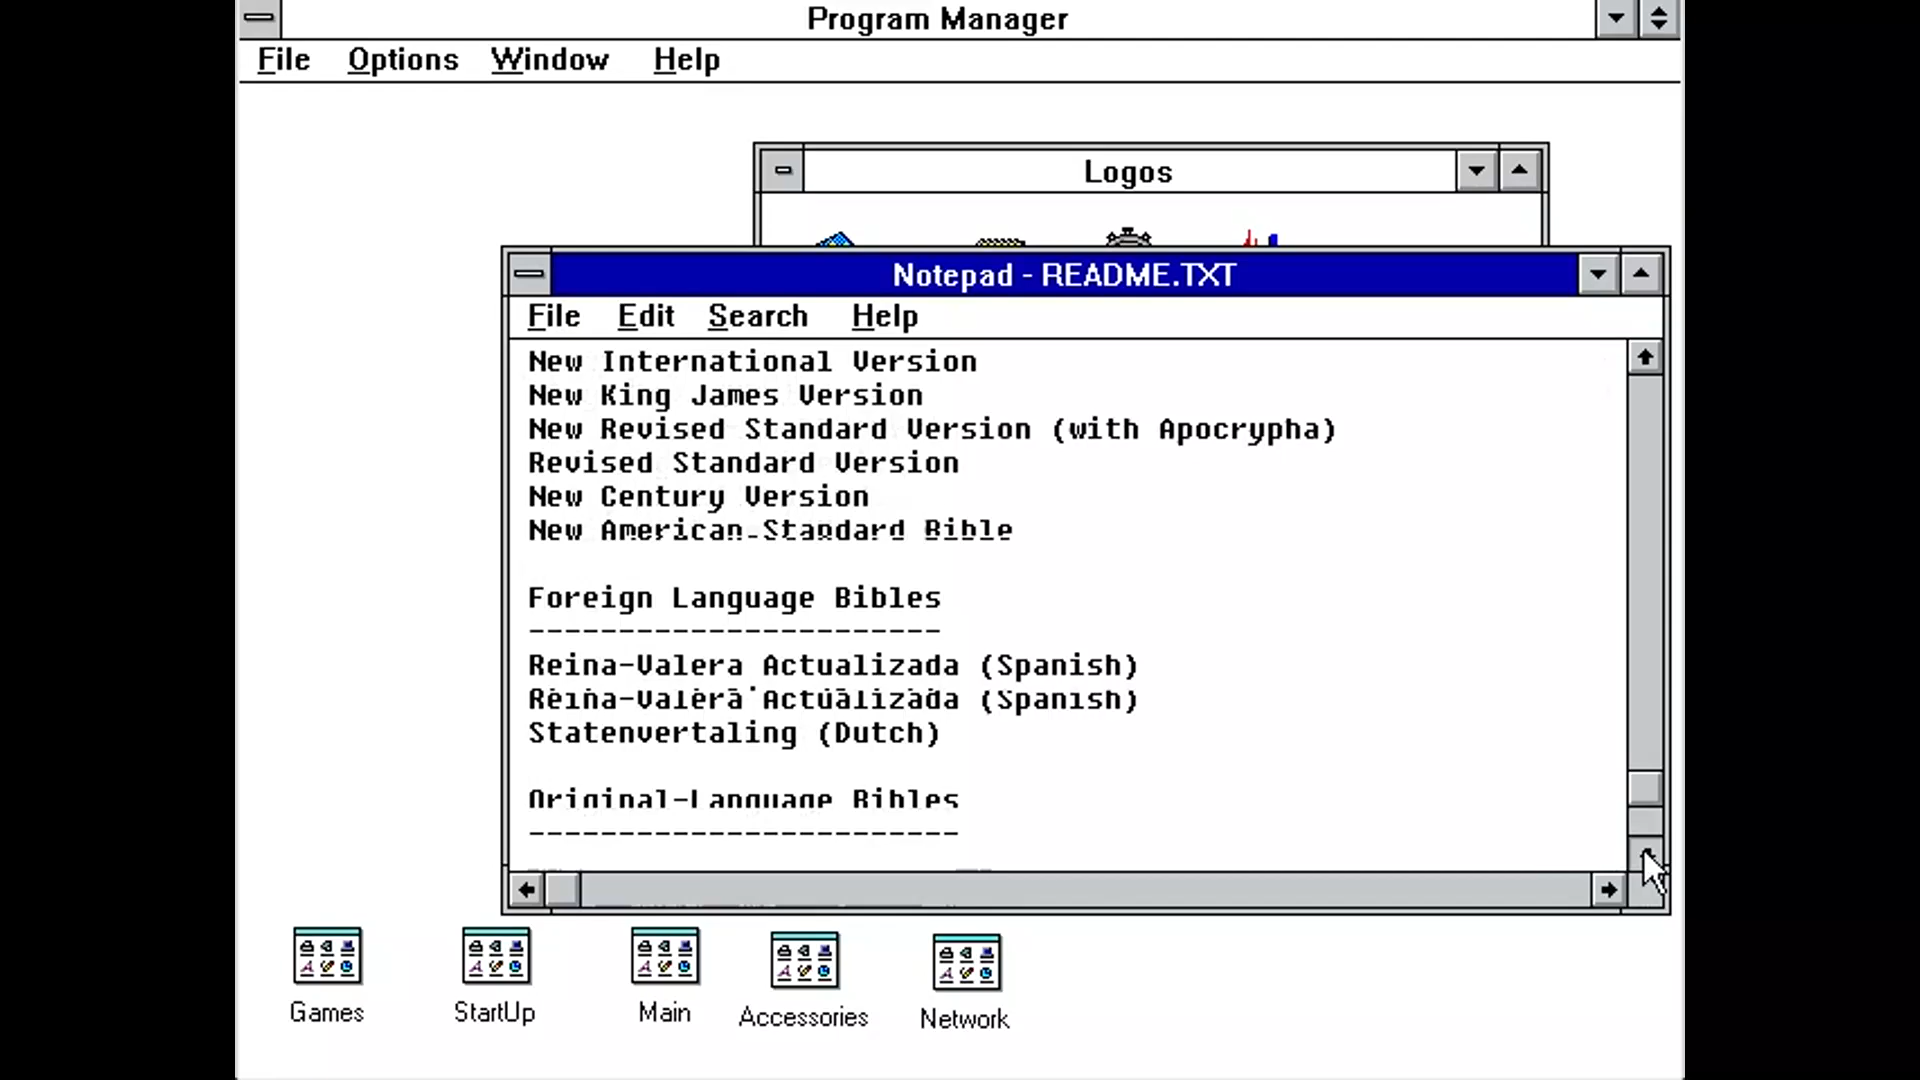 Program Manager
File Options Window Help
Logos
Notepad - README.TXT
File Edit Search Help
New International Version
New King James Version
New Revised Standard Version (with Apocrypha)
Revised Standard Version
New Century Version
New American Standard Bible
Foreign Language Bibles
-----------------------
Reina-Valera Actualizada (Spanish)
Reina-Valera Actualizada (Spanish)
Statenvertaling (Dutch)
Original-Language Bibles
------------------------
Games StartUp Main Accessories Network